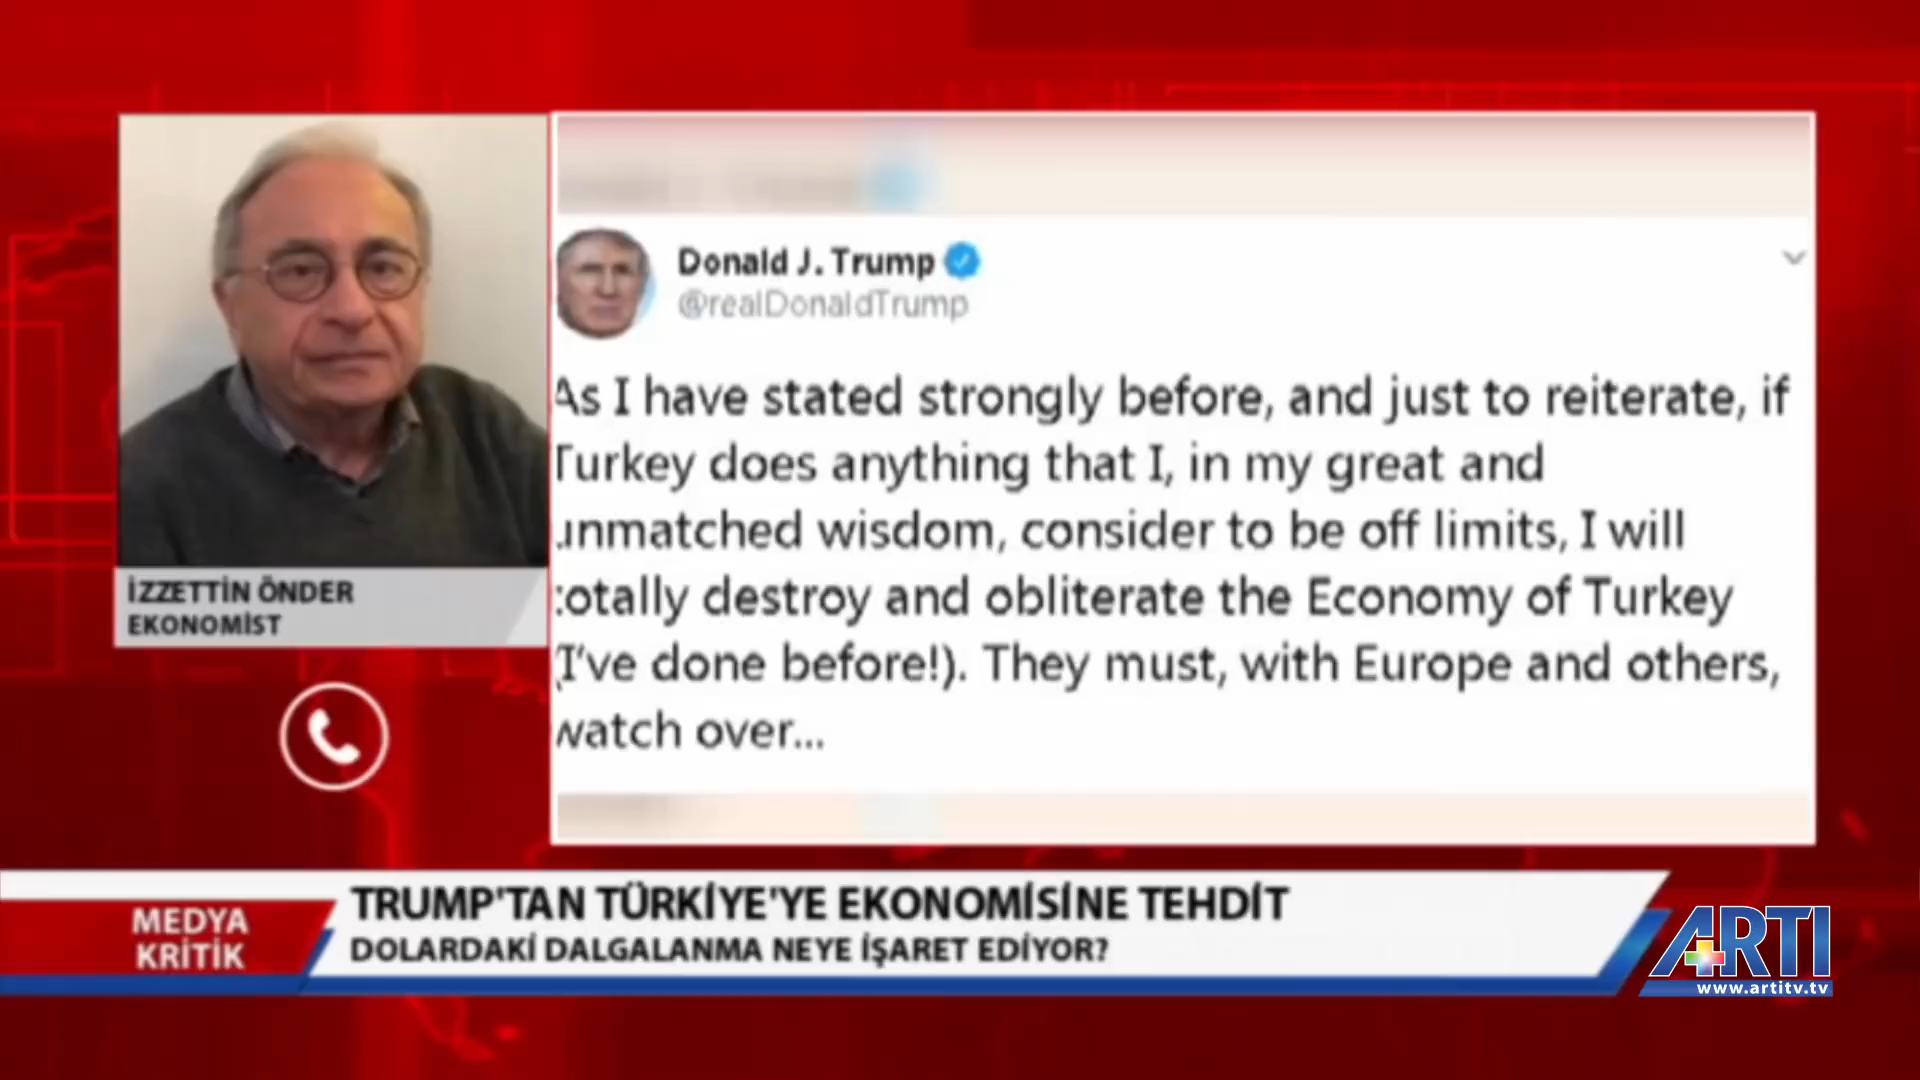 İZZETTİN ÖNDER
EKONOMİST
Donald J. Trump
@realDonaldTrump
As I have stated strongly before, and just to reiterate, if
Turkey does anything that I, in my great and
unmatched wisdom, consider to be off limits, I will
totally destroy and obliterate the Economy of Turkey
(I've done before!). They must, with Europe and others,
watch over...
MEDYA
KRİTİK
TRUMP'TAN TÜRKİYE'YE EKONOMİSİNE TEHDİT
DOLARDAKİ DALGALANMA NEYE İŞARET EDİYOR?
ARTI
www.artitv.tv